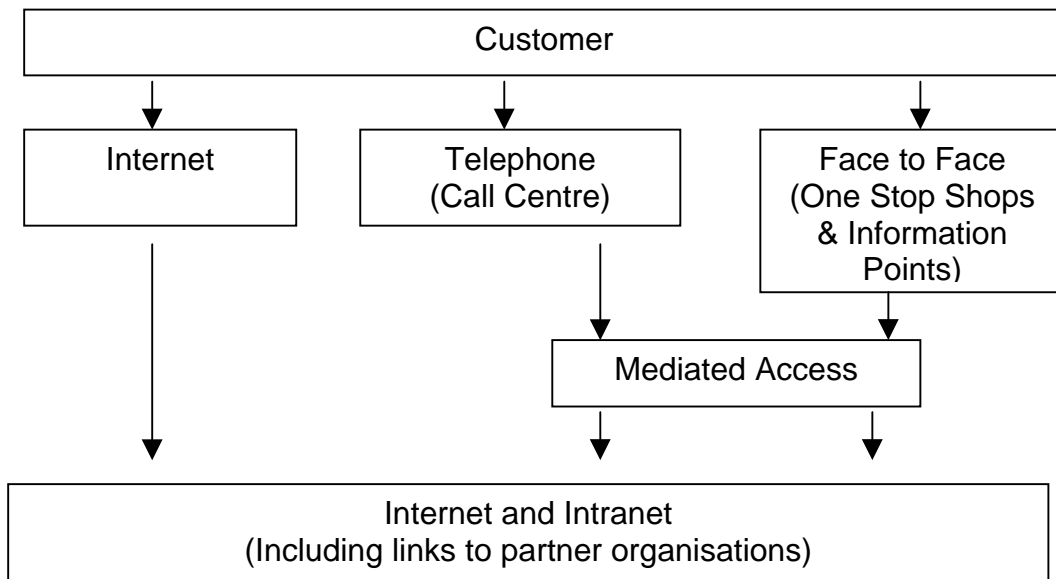 Customer
Internet
Telephone
(Call Centre)
Face to Face
(One Stop Shops
& Information
Points)
Mediated Access
Internet and Intranet
(Including links to partner organisations)